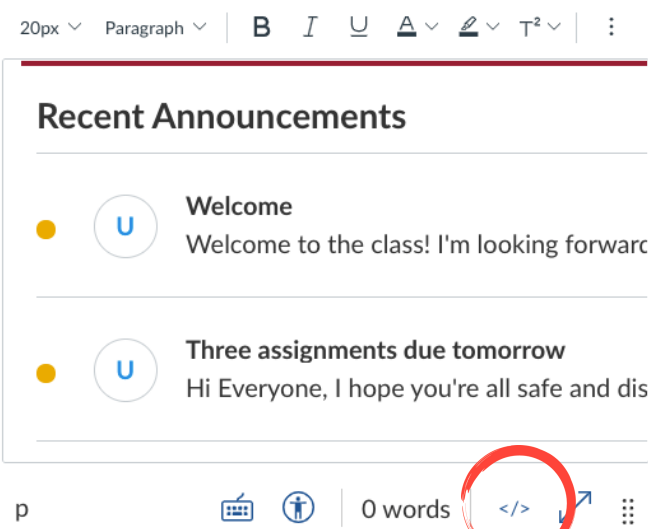 20px Paragraph B I U A T²
Recent Announcements
U
Welcome
Welcome to the class! I'm looking forward
U
Three assignments due tomorrow
Hi Everyone, I hope you're all safe and dis
p 0 words </>